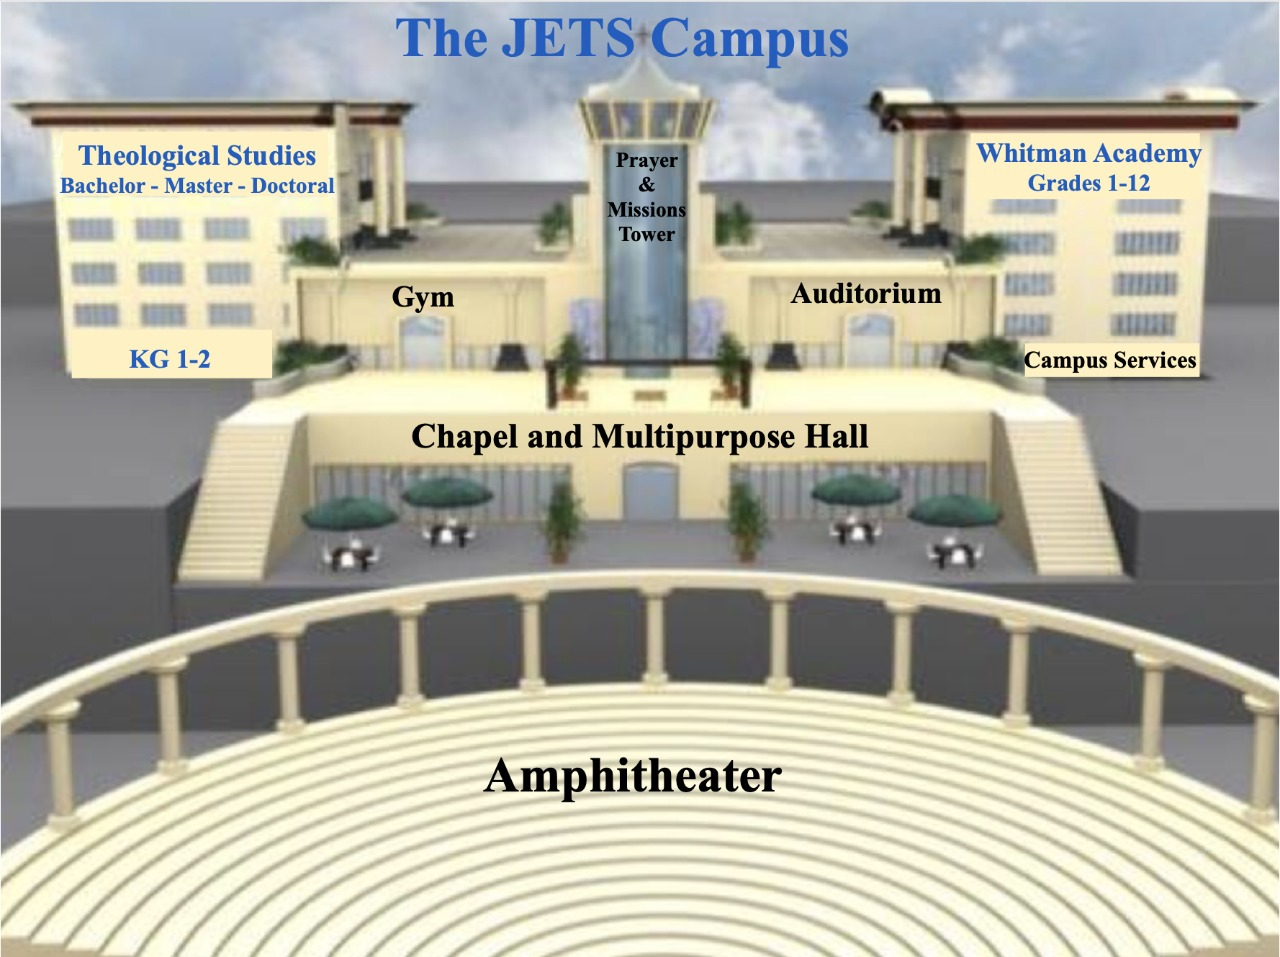 The JETS Campus
Theological Studies
Bachelor - Master - Doctoral
Prayer
&
Missions
Tower
Whitman Academy
Grades 1-12
Gym
Auditorium
KG 1-2
Campus Services
Chapel and Multipurpose Hall
Amphitheater